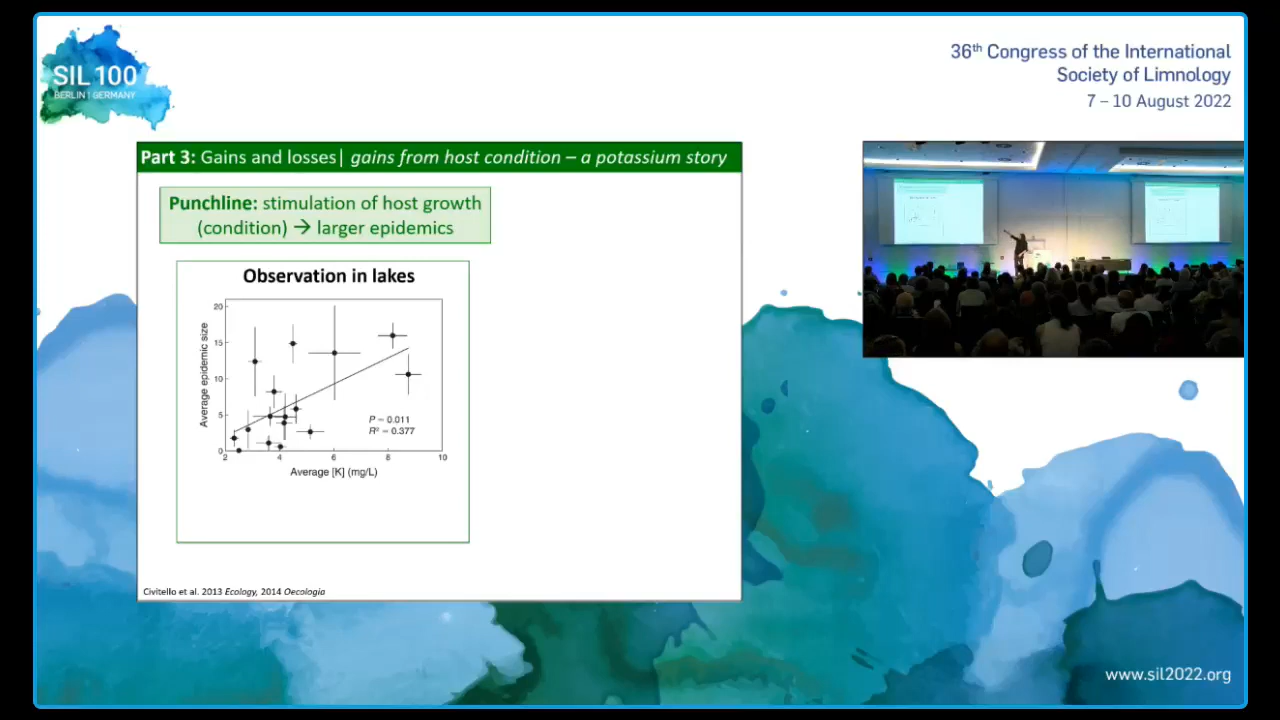 SIL 100
BERLIN | GERMANY
36th Congress of the International
Society of Limnology
7 – 10 August 2022
Part 3: Gains and losses| gains from host condition – a potassium story
Punchline: stimulation of host growth
(condition) → larger epidemics
Observation in lakes
20
15
10
5
0
Average epidemic size
P = 0.011
R² = 0.377
2 4 6 8 10
Average [K] (mg/L)
Civitello et al. 2013 Ecology, 2014 Oecologia
www.sil2022.org